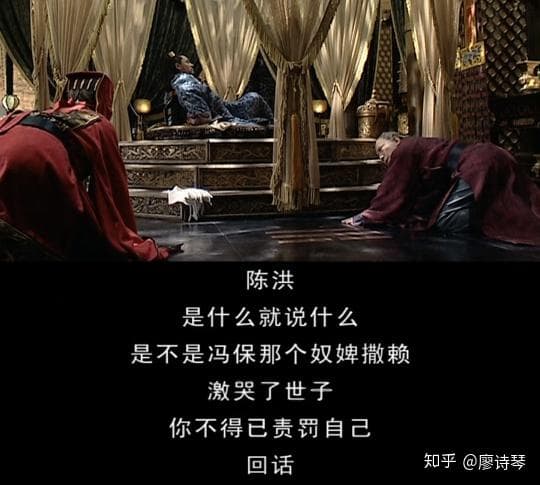 陈洪
是什么就说什么
是不是冯保那个奴婢撒赖
激哭了世子
你不得已责罚自己
回话
知乎 @廖诗琴